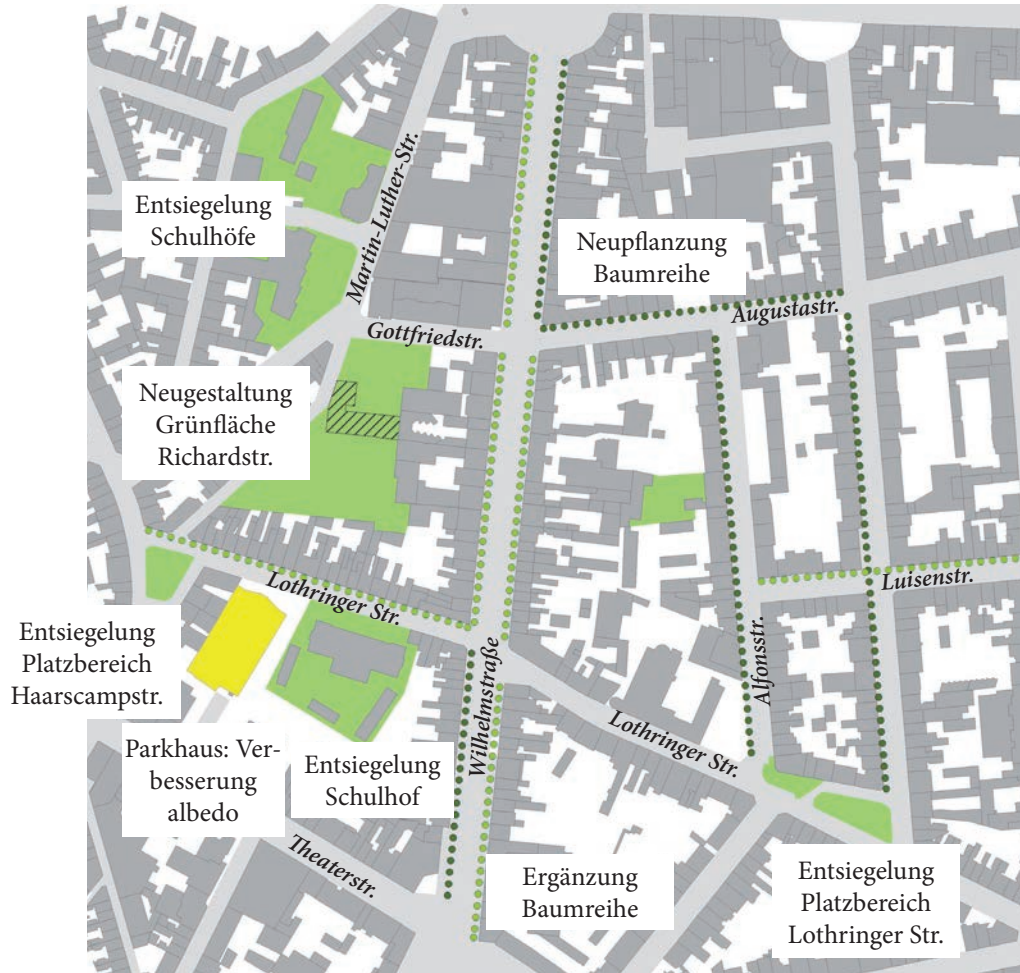 Martin-Luther-Str.
Entsiegelung
Schulhöfe
Neupflanzung
Baumreihe
Augustastr.
Gottfriedstr.
Neugestaltung
Grünfläche
Richardstr.
Lothringer Str.
Luisenstr.
Entsiegelung
Platzbereich
Haarscampstr.
Wilhelmstraße
Alfonsstr.
Lothringer Str.
Parkhaus: Ver-
besserung
albedo
Entsiegelung
Schulhof
Theaterstr.
Ergänzung
Baumreihe
Entsiegelung
Platzbereich
Lothringer Str.